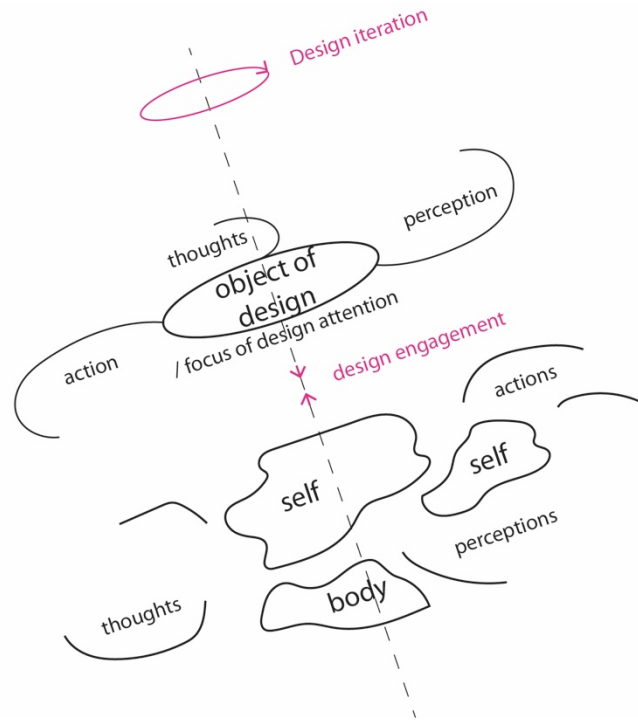 Design iteration
perception
thoughts
object of
design
/ focus of design attention
action
design engagement
actions
self
self
perceptions
body
thoughts